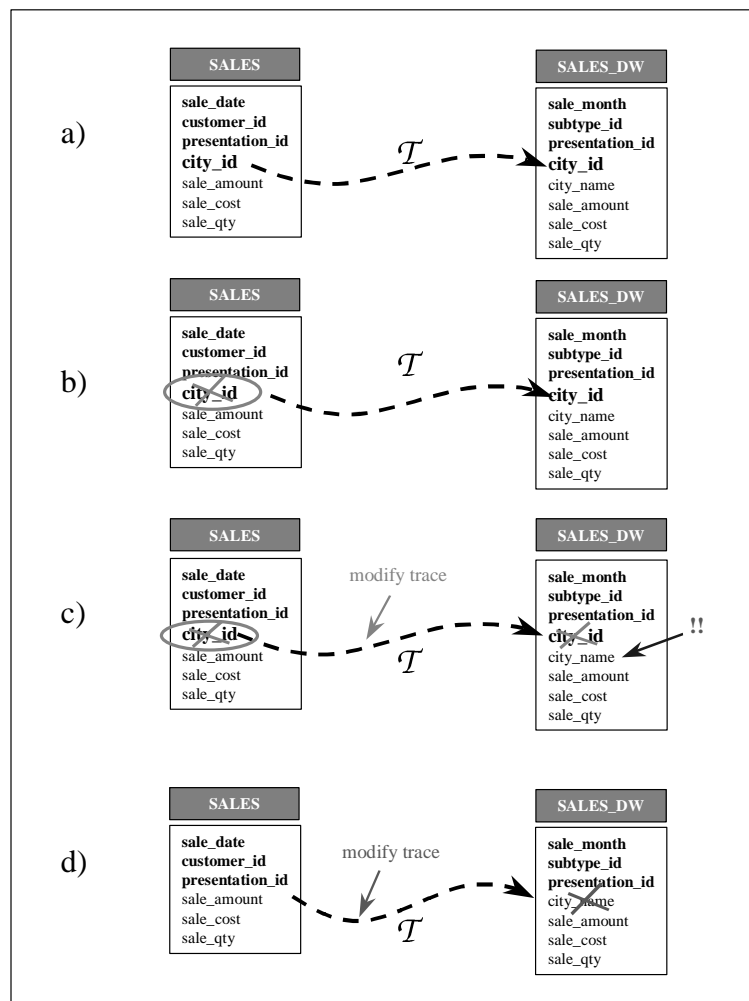 a)
SALES
sale_date
customer_id
presentation_id
city_id
sale_amount
sale_cost
sale_qty
𝒯
SALES_DW
sale_month
subtype_id
presentation_id
city_id
city_name
sale_amount
sale_cost
sale_qty
b)
SALES
sale_date
customer_id
presentation_id
city_id
sale_amount
sale_cost
sale_qty
𝒯
SALES_DW
sale_month
subtype_id
presentation_id
city_id
city_name
sale_amount
sale_cost
sale_qty
c)
SALES
sale_date
customer_id
presentation_id
city_id
sale_amount
sale_cost
sale_qty
modify trace
𝒯
SALES_DW
sale_month
subtype_id
presentation_id
city_id
city_name
sale_amount
sale_cost
sale_qty
!!
d)
SALES
sale_date
customer_id
presentation_id
sale_amount
sale_cost
sale_qty
modify trace
𝒯
SALES_DW
sale_month
subtype_id
presentation_id
city_name
sale_amount
sale_cost
sale_qty